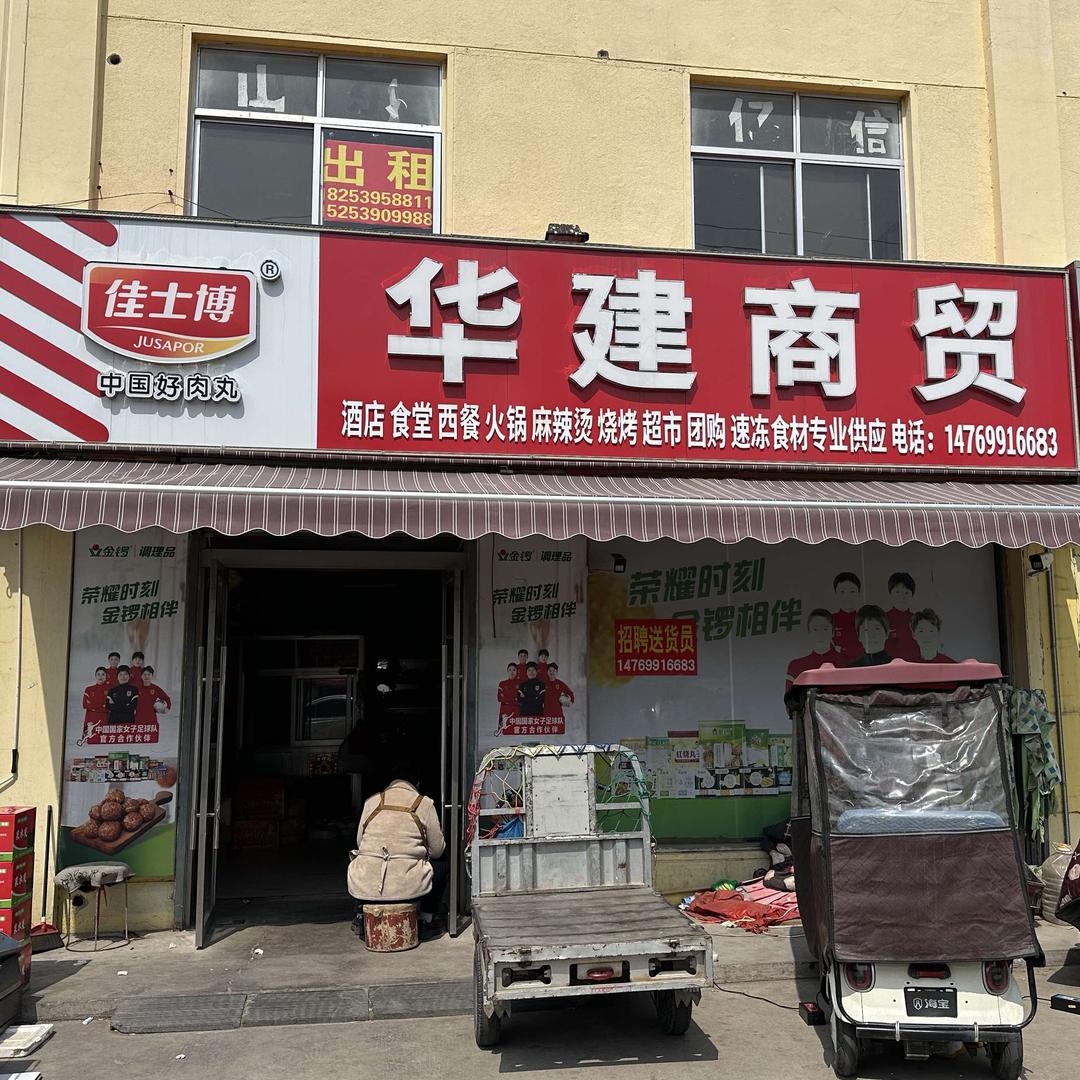 山
亿 信
出 租
8253958811
5253909988
佳士博
®
JUSAPOR
中国好肉丸
华建商贸
酒店 食堂 西餐 火锅 麻辣烫 烧烤 超市 团购 速冻食材专业供应 电话：14769916683
金锣 调理品
荣耀时刻
金锣相伴
中国国家女子足球队
官方合作伙伴
金锣 调理品
荣耀时刻
金锣相伴
中国国家女子足球队
官方合作伙伴
荣耀时刻
金锣相伴
招聘送货员
14769916683
红烧丸
海宝